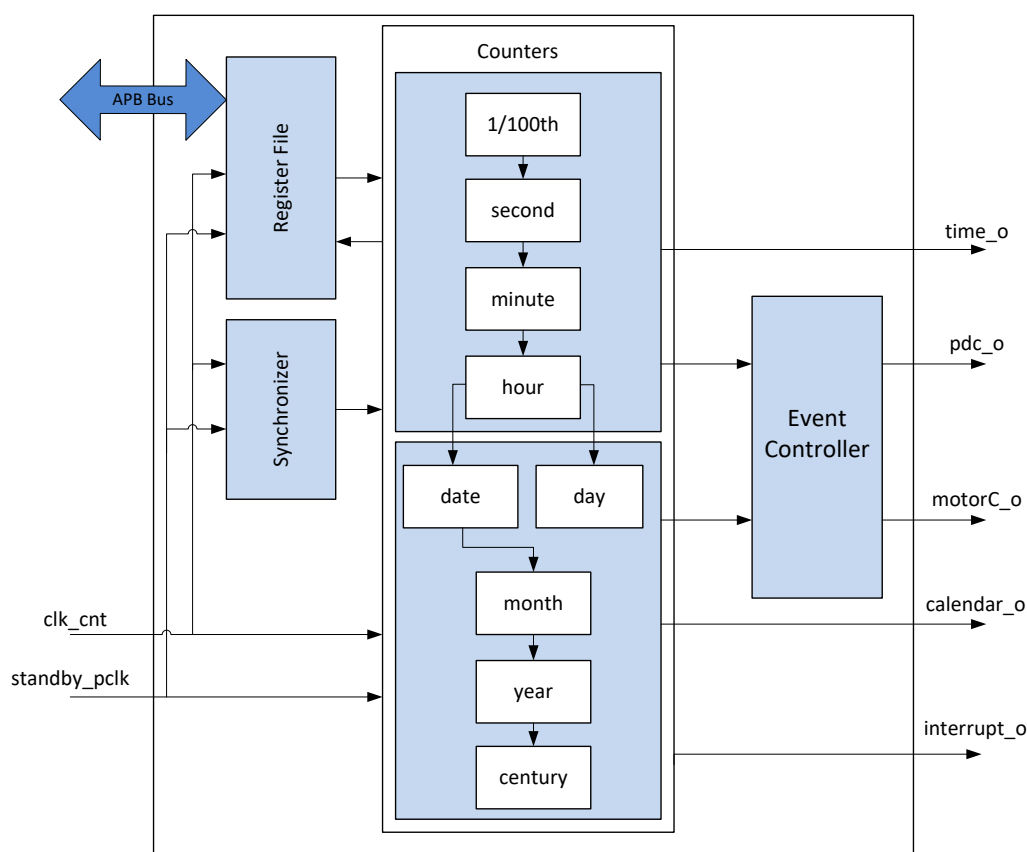 Counters
APB Bus
Register File
1/100th
second
minute
hour
Synchronizer
date
day
month
year
century
Event
Controller
clk_cnt
standby_pclk
time_o
pdc_o
motorC_o
calendar_o
interrupt_o